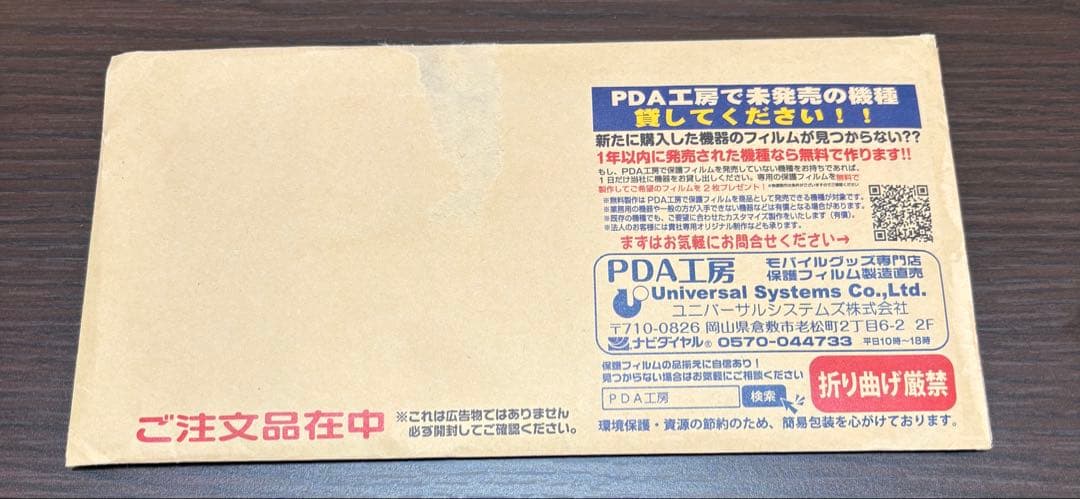 PDA工房で未発売の機種
貸してください！！
新たに購入した機器のフィルムが見つからない??
1年以内に発売された機種なら無料で作ります!!
もし、PDA工房で保護フィルムを発売していない機種をお持ちであれば、
1日だけ当社に機器をお貸し出しください。専用の保護フィルムを無料で
製作してご希望のフィルムを2枚プレゼント！
※無料製作は PDA工房で保護フィルムを商品として発売できる機種が対象です。
※業務用の機器や一般の方が入手できない機器などは有償となる場合があります。
※既存の機種でも、ご要望に合わせたカスタマイズ製作をいたします（有償）。
※法人のお客様には貴社専用オリジナル制作なども承ります。
まずはお気軽にお問合せください→
PDA工房 モバイルグッズ専門店
保護フィルム製造直売
Universal Systems Co.,Ltd.
ユニバーサルシステムズ株式会社
〒710-0826 岡山県倉敷市老松町2丁目6-2 2F
ナビダイヤル® 0570-044733 平日10時〜18時
保護フィルムの品揃えに自信あり！
見つからない場合はお気軽にご相談ください
PDA工房 検索
折り曲げ厳禁
環境保護・資源の節約のため、簡易包装を心がけております。
ご注文品在中
※これは広告物ではありません
必ず開封してご確認ください。